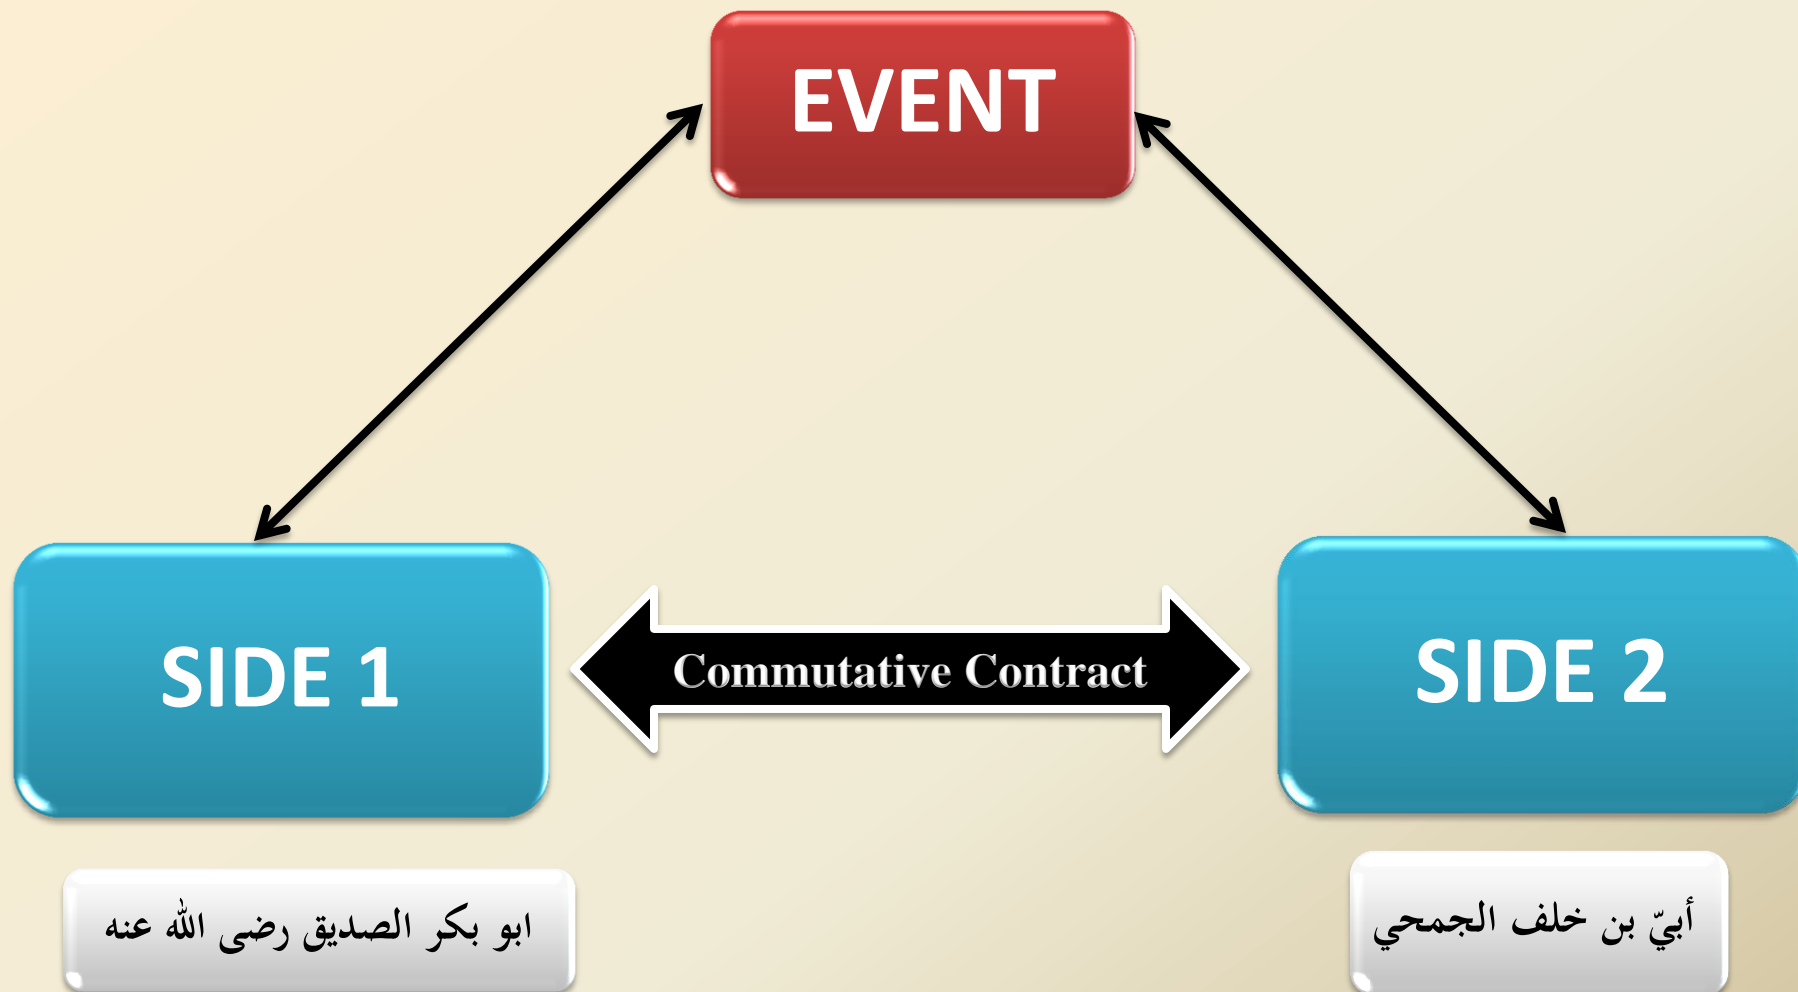 EVENT
SIDE 1
Commutative Contract
SIDE 2
ابو بكر الصديق رضى الله عنه
أبيّ بن خلف الجمحي